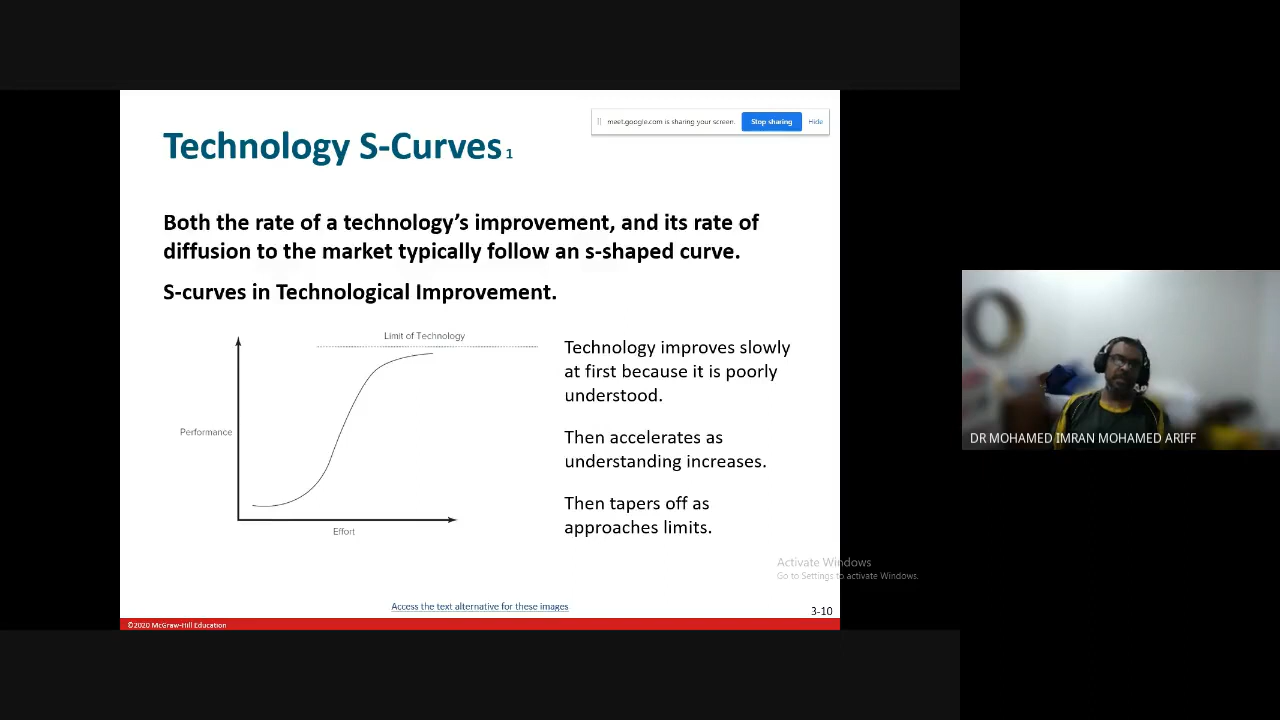 meet.google.com is sharing your screen.
Stop sharing
Hide
Technology S-Curves 1
Both the rate of a technology’s improvement, and its rate of
diffusion to the market typically follow an s-shaped curve.
S-curves in Technological Improvement.
Limit of Technology
Performance
Effort
Technology improves slowly
at first because it is poorly
understood.
Then accelerates as
understanding increases.
Then tapers off as
approaches limits.
DR MOHAMED IMRAN MOHAMED ARIFF
Activate Windows
Go to Settings to activate Windows.
Access the text alternative for these images
3-10
©2020 McGraw-Hill Education